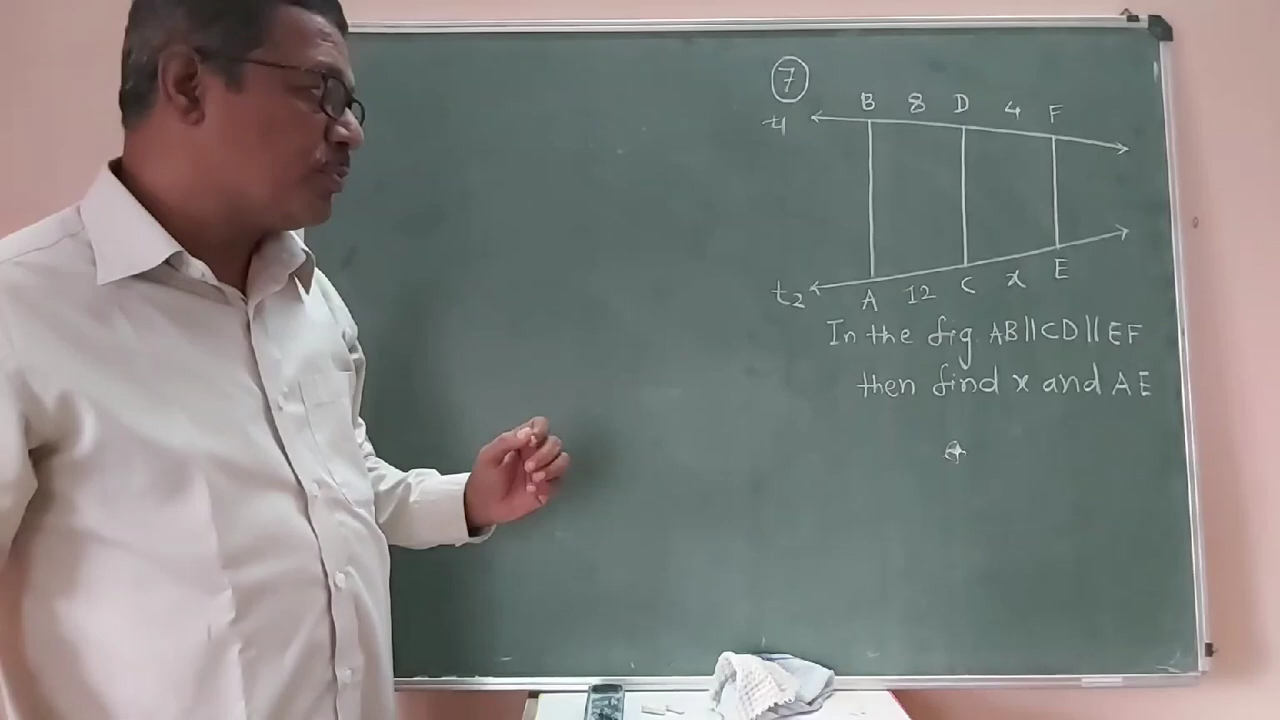 7
B 8 D 4 F
t1
t2 A 12 C x E
In the fig. AB||CD||EF
then find x and AE